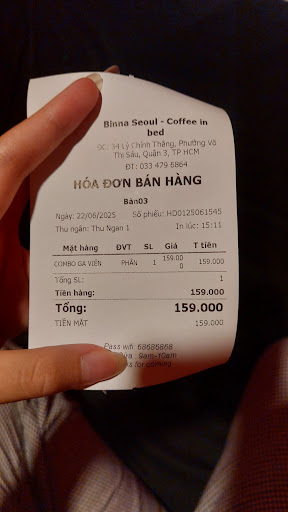 Binna Seoul - Coffee in
bed
ĐC: 34 Lý Chính Thắng, Phường Võ
Thị Sáu, Quận 3, TP HCM
ĐT: 033 479 6864
HÓA ĐƠN BÁN HÀNG
Bàn03
Ngày: 22/06/2025 Số phiếu: HD0125061545
Thu ngân: Thu Ngan 1 In lúc: 15:11
Mặt hàng ĐVT SL Giá T tiền
COMBO GA VIÊN PHẦN 1 159.00 159.000
0
Tổng SL: 1
Tiền hàng: 159.000
Tổng: 159.000
TIỀN MẶT 159.000
Pass wifi 68686868
9am-10am
for coming